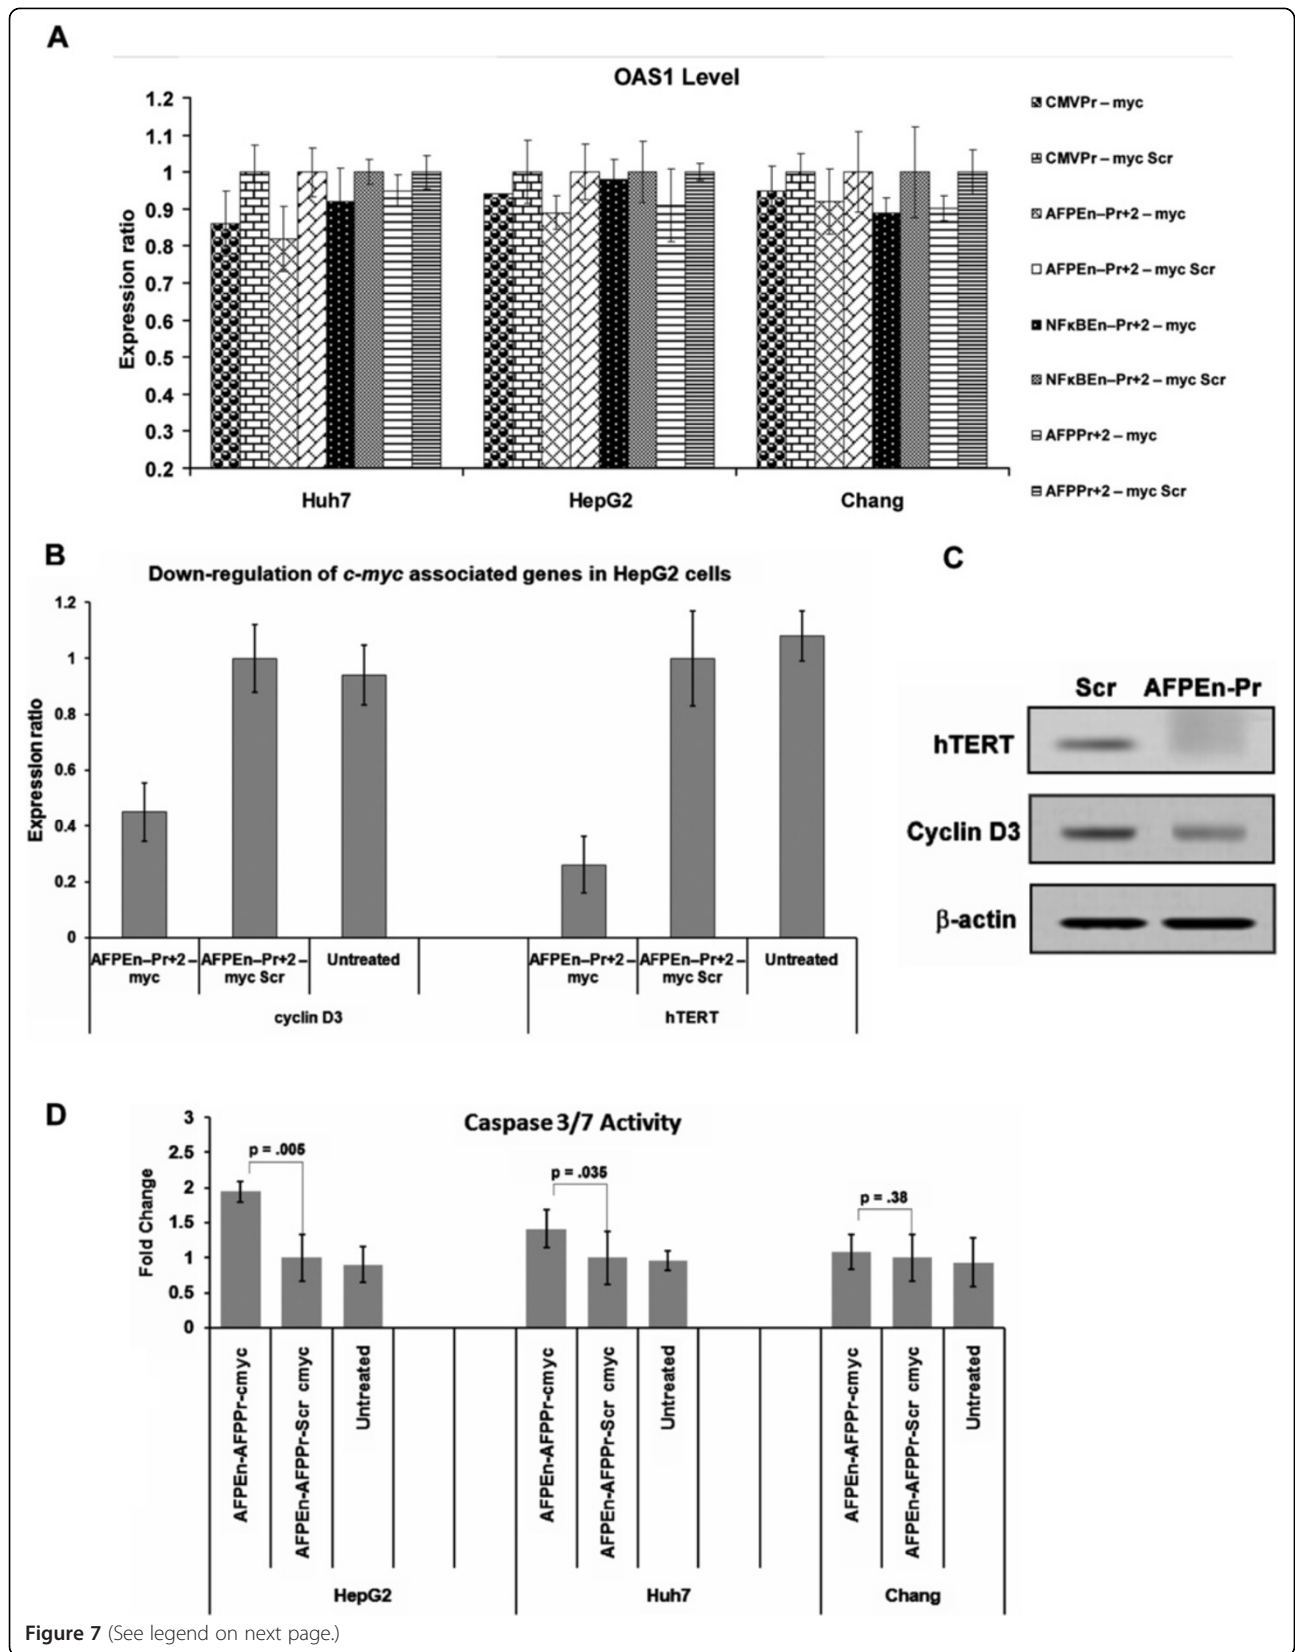 A
OAS1 Level
Expression ratio
1.2
1.1
1
0.9
0.8
0.7
0.6
0.5
0.4
0.3
0.2
Huh7
HepG2
Chang
CMVPr – myc
CMVPr – myc Scr
AFPEn–Pr+2 – myc
AFPEn–Pr+2 – myc Scr
NFκBEn–Pr+2 – myc
NFκBEn–Pr+2 – myc Scr
AFPPr+2 – myc
AFPPr+2 – myc Scr
B
Down-regulation of c-myc associated genes in HepG2 cells
Expression ratio
1.2
1
0.8
0.6
0.4
0.2
0
AFPEn–Pr+2 –
myc
AFPEn–Pr+2 –
myc Scr
Untreated
AFPEn–Pr+2 –
myc
AFPEn–Pr+2 –
myc Scr
Untreated
cyclin D3
hTERT
C
Scr AFPEn-Pr
hTERT
Cyclin D3
β-actin
D
Caspase 3/7 Activity
Fold Change
3
2.5
2
1.5
1
0.5
0
p = .005
p = .035
p = .38
AFPEn-AFPPr-cmyc
AFPEn-AFPPr-Scr cmyc
Untreated
AFPEn-AFPPr-cmyc
AFPEn-AFPPr-Scr cmyc
Untreated
AFPEn-AFPPr-cmyc
AFPEn-AFPPr-Scr cmyc
Untreated
HepG2
Huh7
Chang
Figure 7 (See legend on next page.)